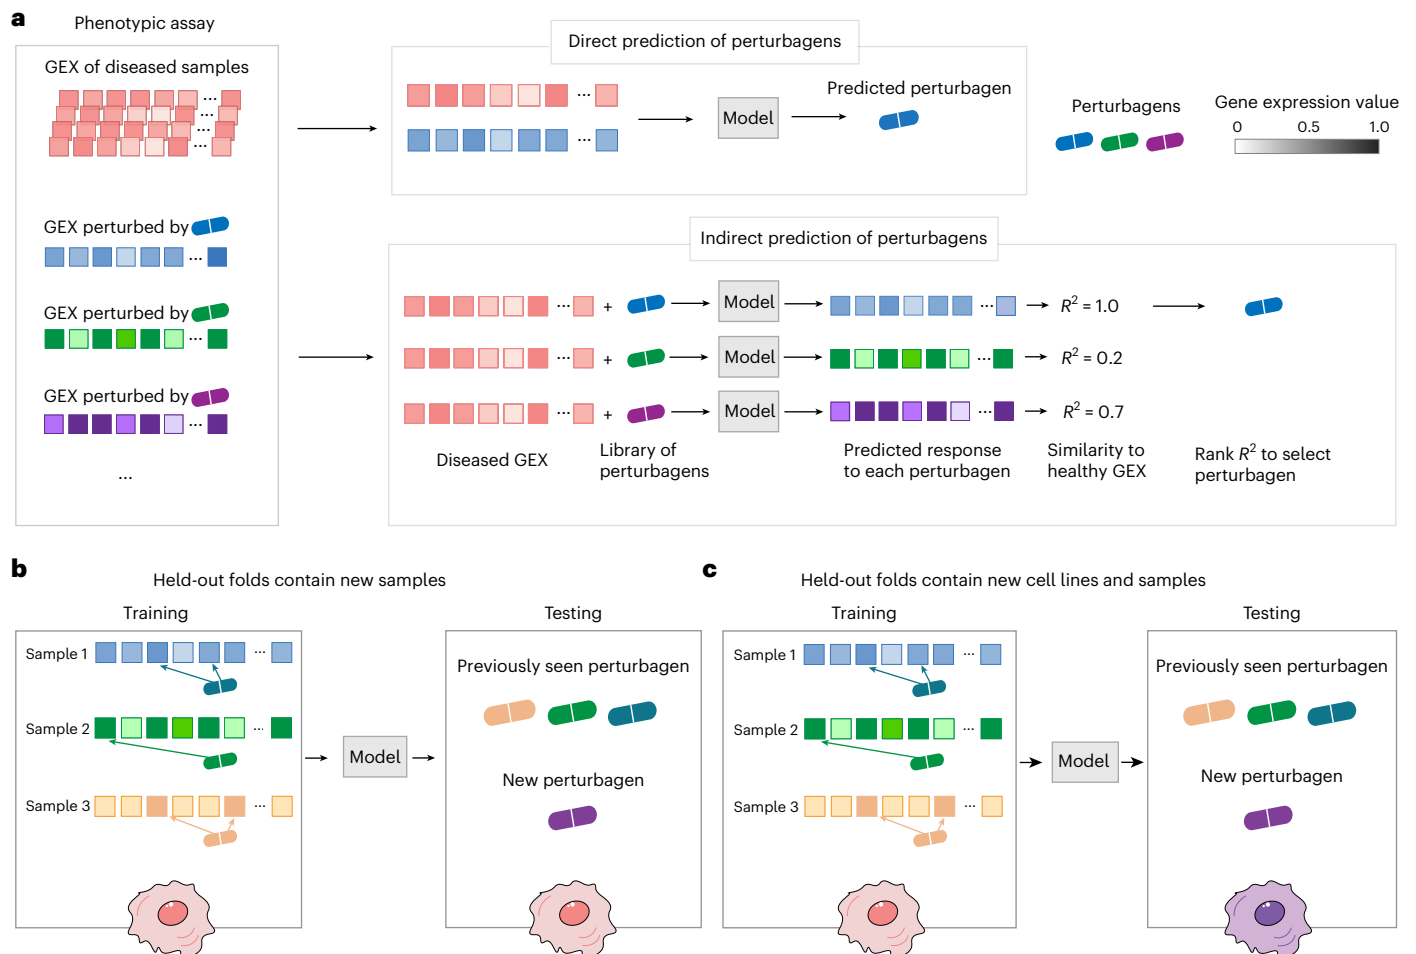 a
Phenotypic assay
GEX of diseased samples
...
...
...
...
GEX perturbed by
...
GEX perturbed by
...
GEX perturbed by
...
...
Direct prediction of perturbagens
...
...
Model
Predicted perturbagen
Perturbagens
Gene expression value
0 0.5 1.0
Indirect prediction of perturbagens
... + Model ... R² = 1.0
... + Model ... R² = 0.2
... + Model ... R² = 0.7
Diseased GEX
Library of
perturbagens
Predicted response
to each perturbagen
Similarity to
healthy GEX
Rank R² to select
perturbagen
b
Held-out folds contain new samples
Training
Sample 1 ...
Sample 2 ...
Sample 3 ...
Model
Testing
Previously seen perturbagen
New perturbagen
c
Held-out folds contain new cell lines and samples
Training
Sample 1 ...
Sample 2 ...
Sample 3 ...
Model
Testing
Previously seen perturbagen
New perturbagen